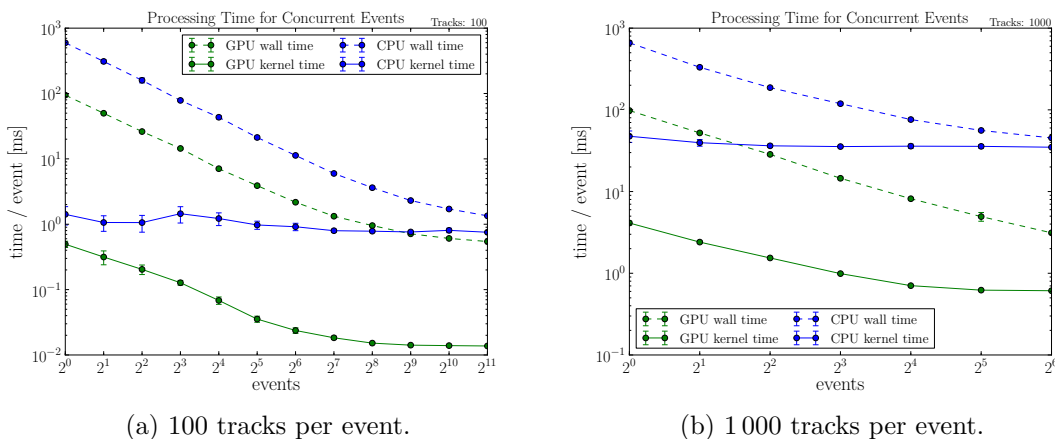 Processing Time for Concurrent Events
Tracks: 100
10^3
10^2
10^1
10^0
10^{-1}
10^{-2}
time / event [ms]
GPU wall time
GPU kernel time
CPU wall time
CPU kernel time
2^0 2^1 2^2 2^3 2^4 2^5 2^6 2^7 2^8 2^9 2^{10} 2^{11}
events
(a) 100 tracks per event.
Processing Time for Concurrent Events
Tracks: 1000
10^3
10^2
10^1
10^0
10^{-1}
time / event [ms]
GPU wall time
GPU kernel time
CPU wall time
CPU kernel time
2^0 2^1 2^2 2^3 2^4 2^5 2^6
events
(b) 1 000 tracks per event.